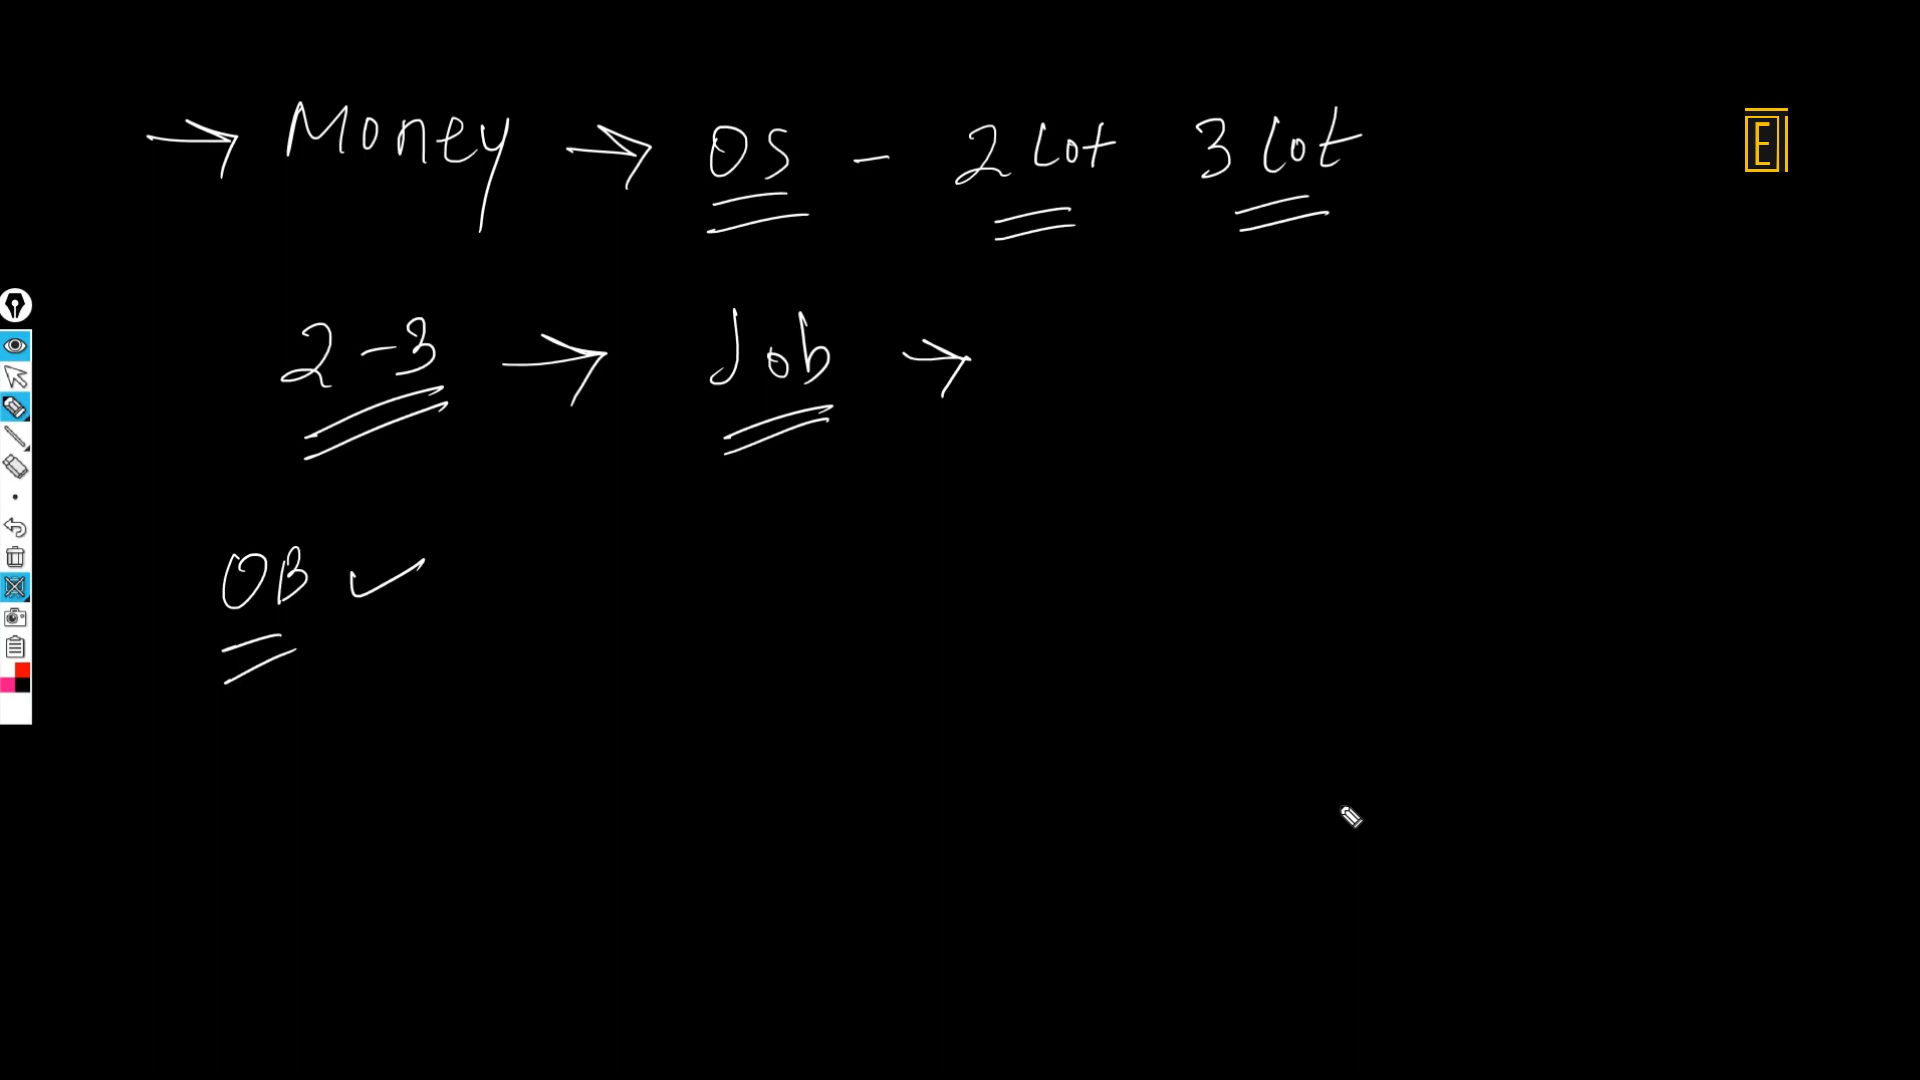 → Money → OS - 2 Lot 3 Lot
2-3 → Job →
OB ✓
E